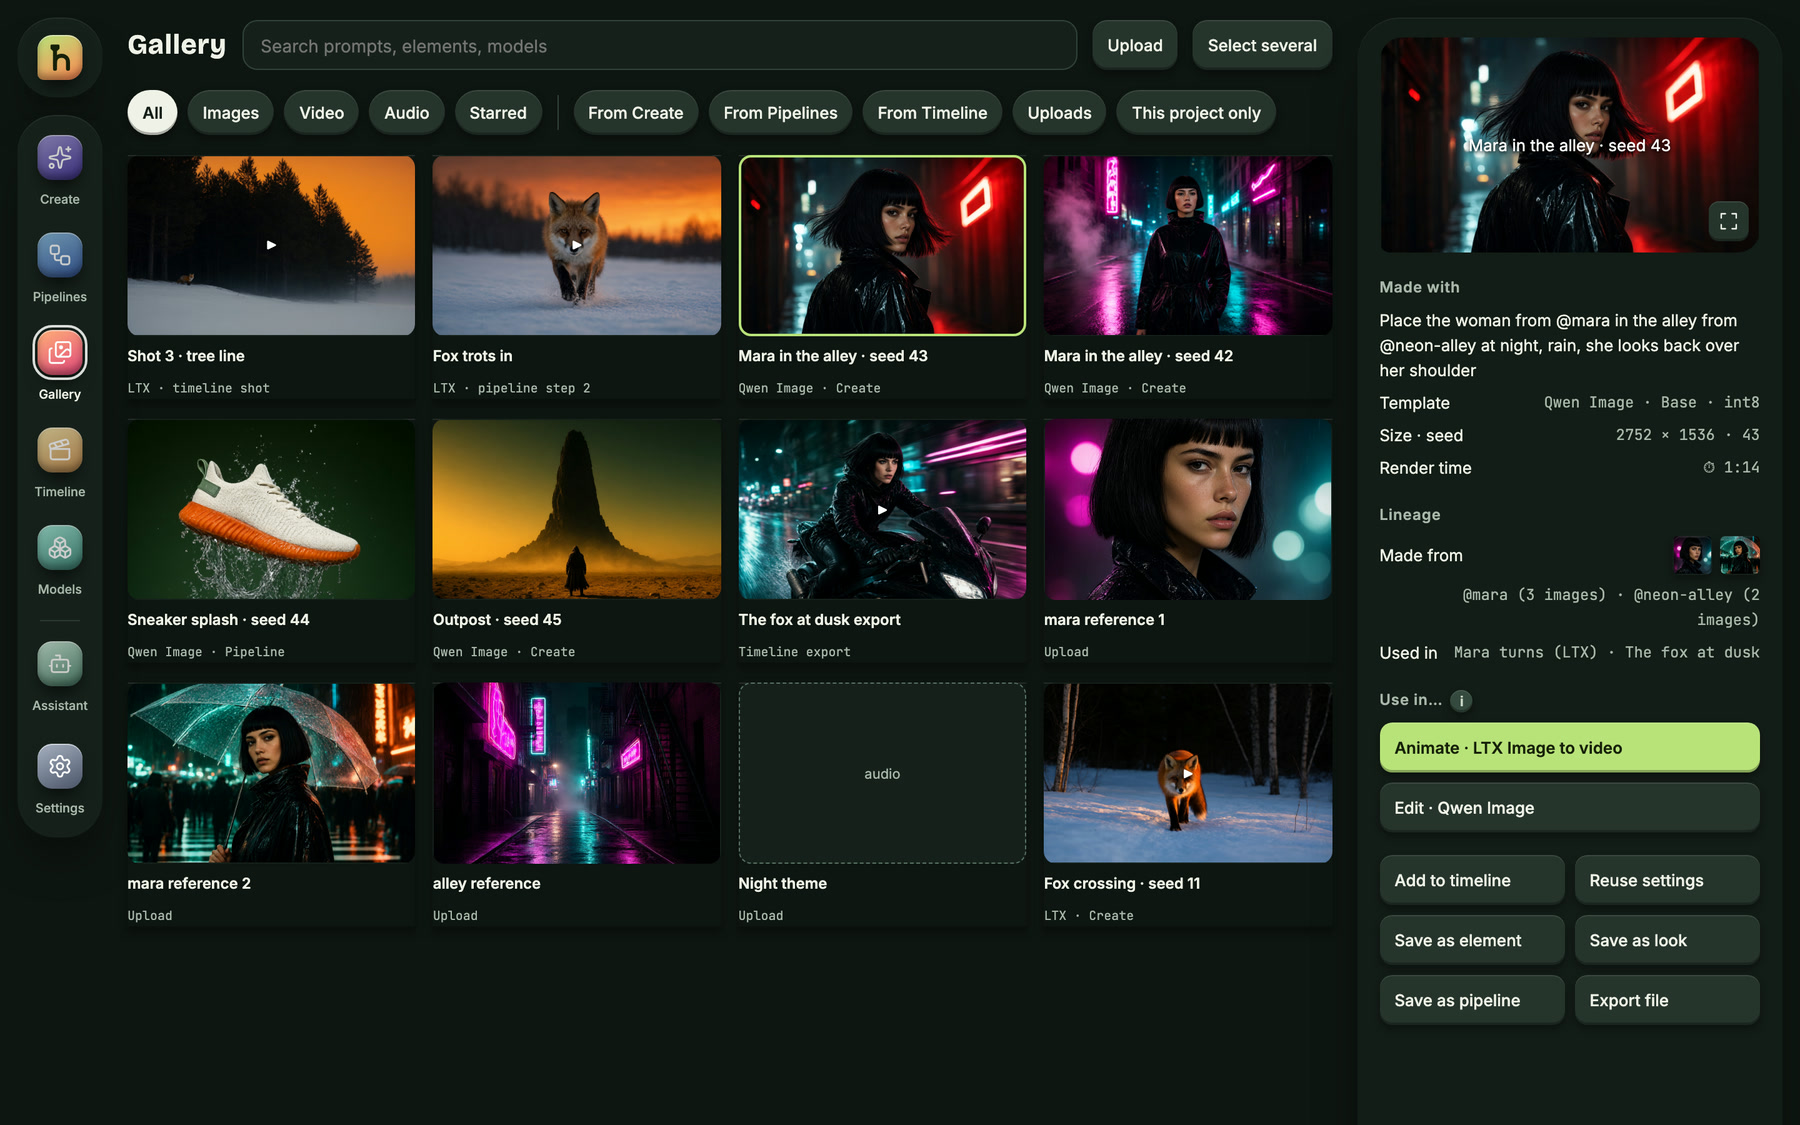 h
Create
Pipelines
Gallery
Timeline
Models
Assistant
Settings
Gallery
Search prompts, elements, models
Upload
Select several
All
Images
Video
Audio
Starred
From Create
From Pipelines
From Timeline
Uploads
This project only
Shot 3 · tree line
LTX · timeline shot
Fox trots in
LTX · pipeline step 2
Mara in the alley · seed 43
Qwen Image · Create
Mara in the alley · seed 42
Qwen Image · Create
Sneaker splash · seed 44
Qwen Image · Pipeline
Outpost · seed 45
Qwen Image · Create
The fox at dusk export
Timeline export
mara reference 1
Upload
mara reference 2
Upload
alley reference
Upload
audio
Night theme
Upload
Fox crossing · seed 11
LTX · Create
Mara in the alley · seed 43
Made with
Place the woman from @mara in the alley from
@neon-alley at night, rain, she looks back over
her shoulder
Template Qwen Image · Base · int8
Size · seed 2752 × 1536 · 43
Render time ⏱ 1:14
Lineage
Made from
@mara (3 images) · @neon-alley (2
images)
Used in Mara turns (LTX) · The fox at dusk
Use in... i
Animate · LTX Image to video
Edit · Qwen Image
Add to timeline
Reuse settings
Save as element
Save as look
Save as pipeline
Export file